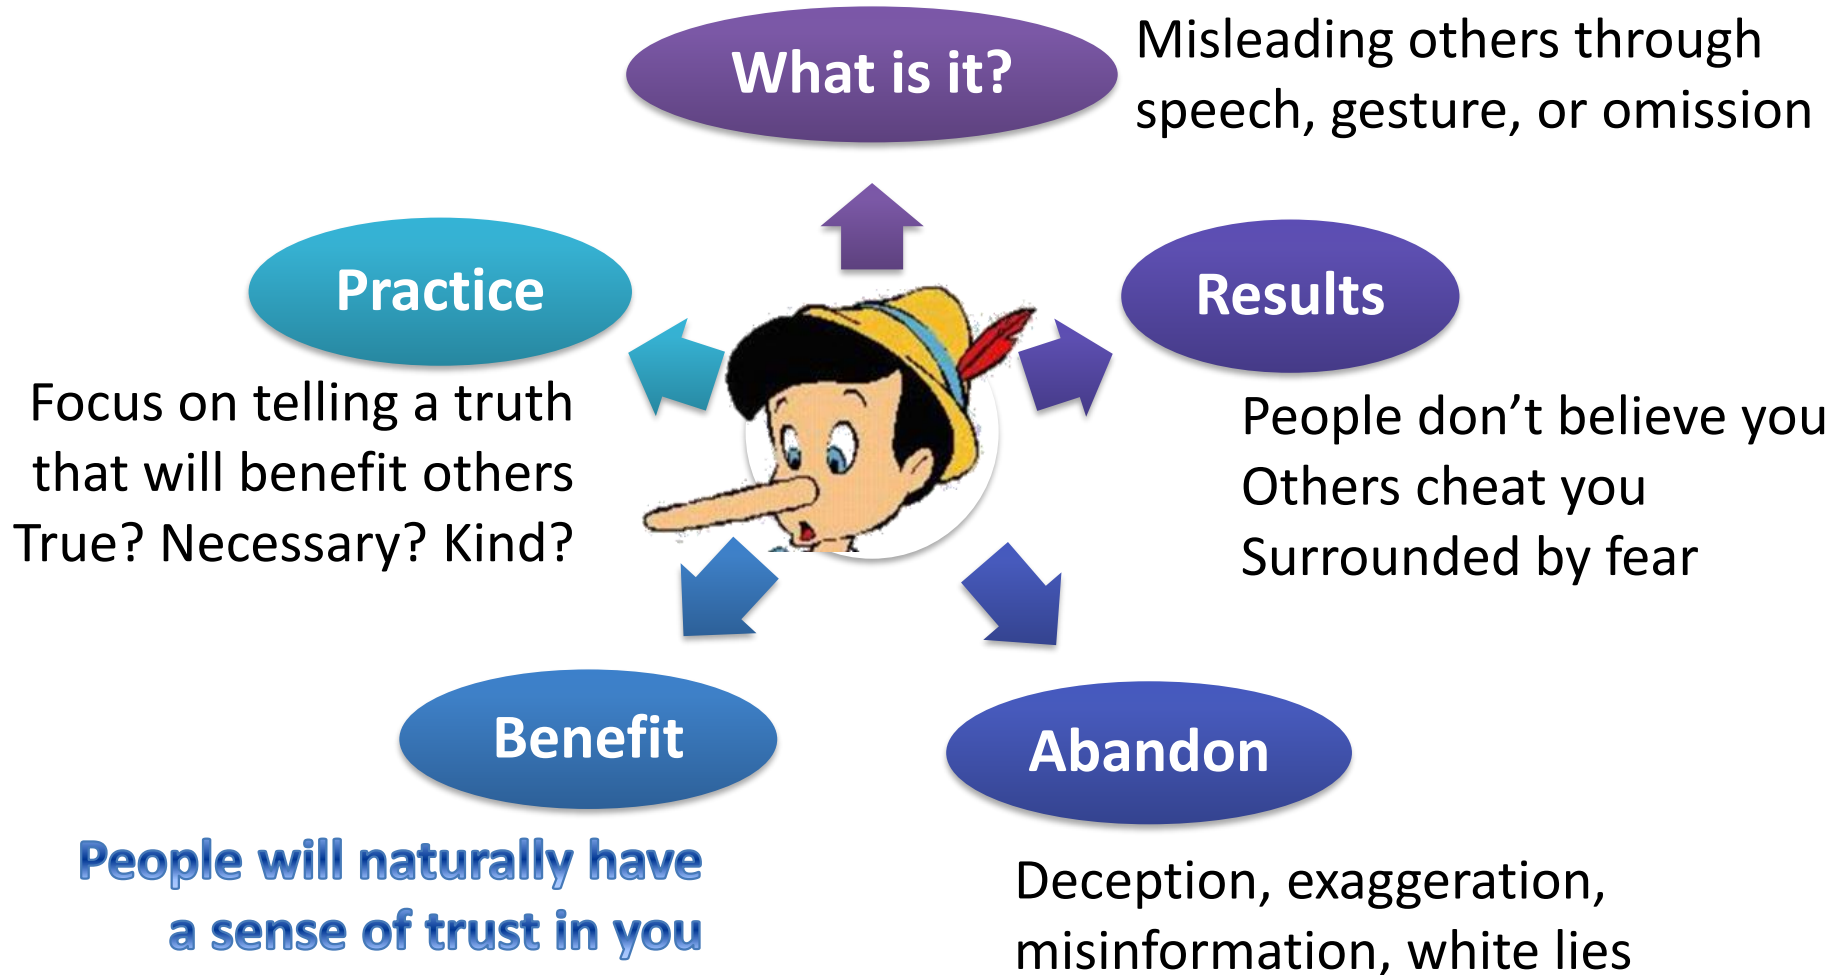 What is it?
Misleading others through
speech, gesture, or omission
Practice
Focus on telling a truth
that will benefit others
True? Necessary? Kind?
Results
People don’t believe you
Others cheat you
Surrounded by fear
Benefit
People will naturally have
a sense of trust in you
Abandon
Deception, exaggeration,
misinformation, white lies